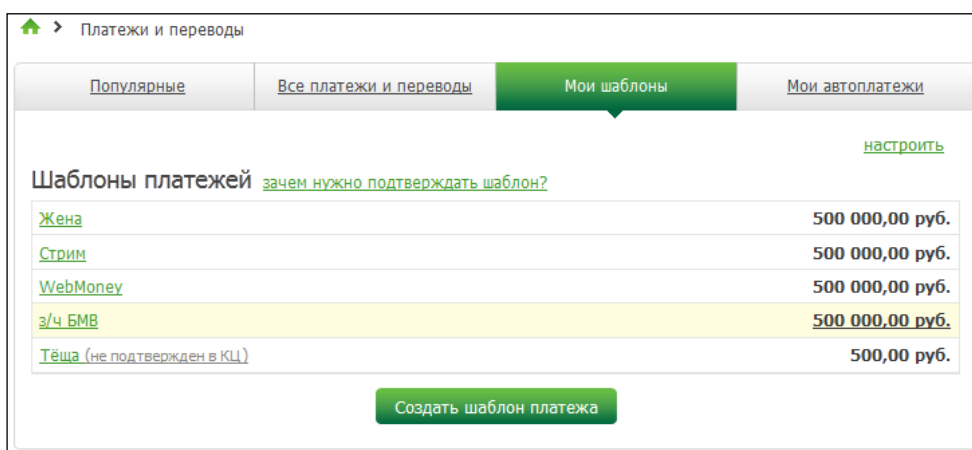 Платежи и переводы
Популярные Все платежи и переводы Мои шаблоны Мои автоплатежи
настроить
Шаблоны платежей зачем нужно подтверждать шаблон?
Жена 500 000,00 руб.
Стрим 500 000,00 руб.
WebMoney 500 000,00 руб.
з/ч БМВ 500 000,00 руб.
Тёща (не подтвержден в КЦ) 500,00 руб.
Создать шаблон платежа